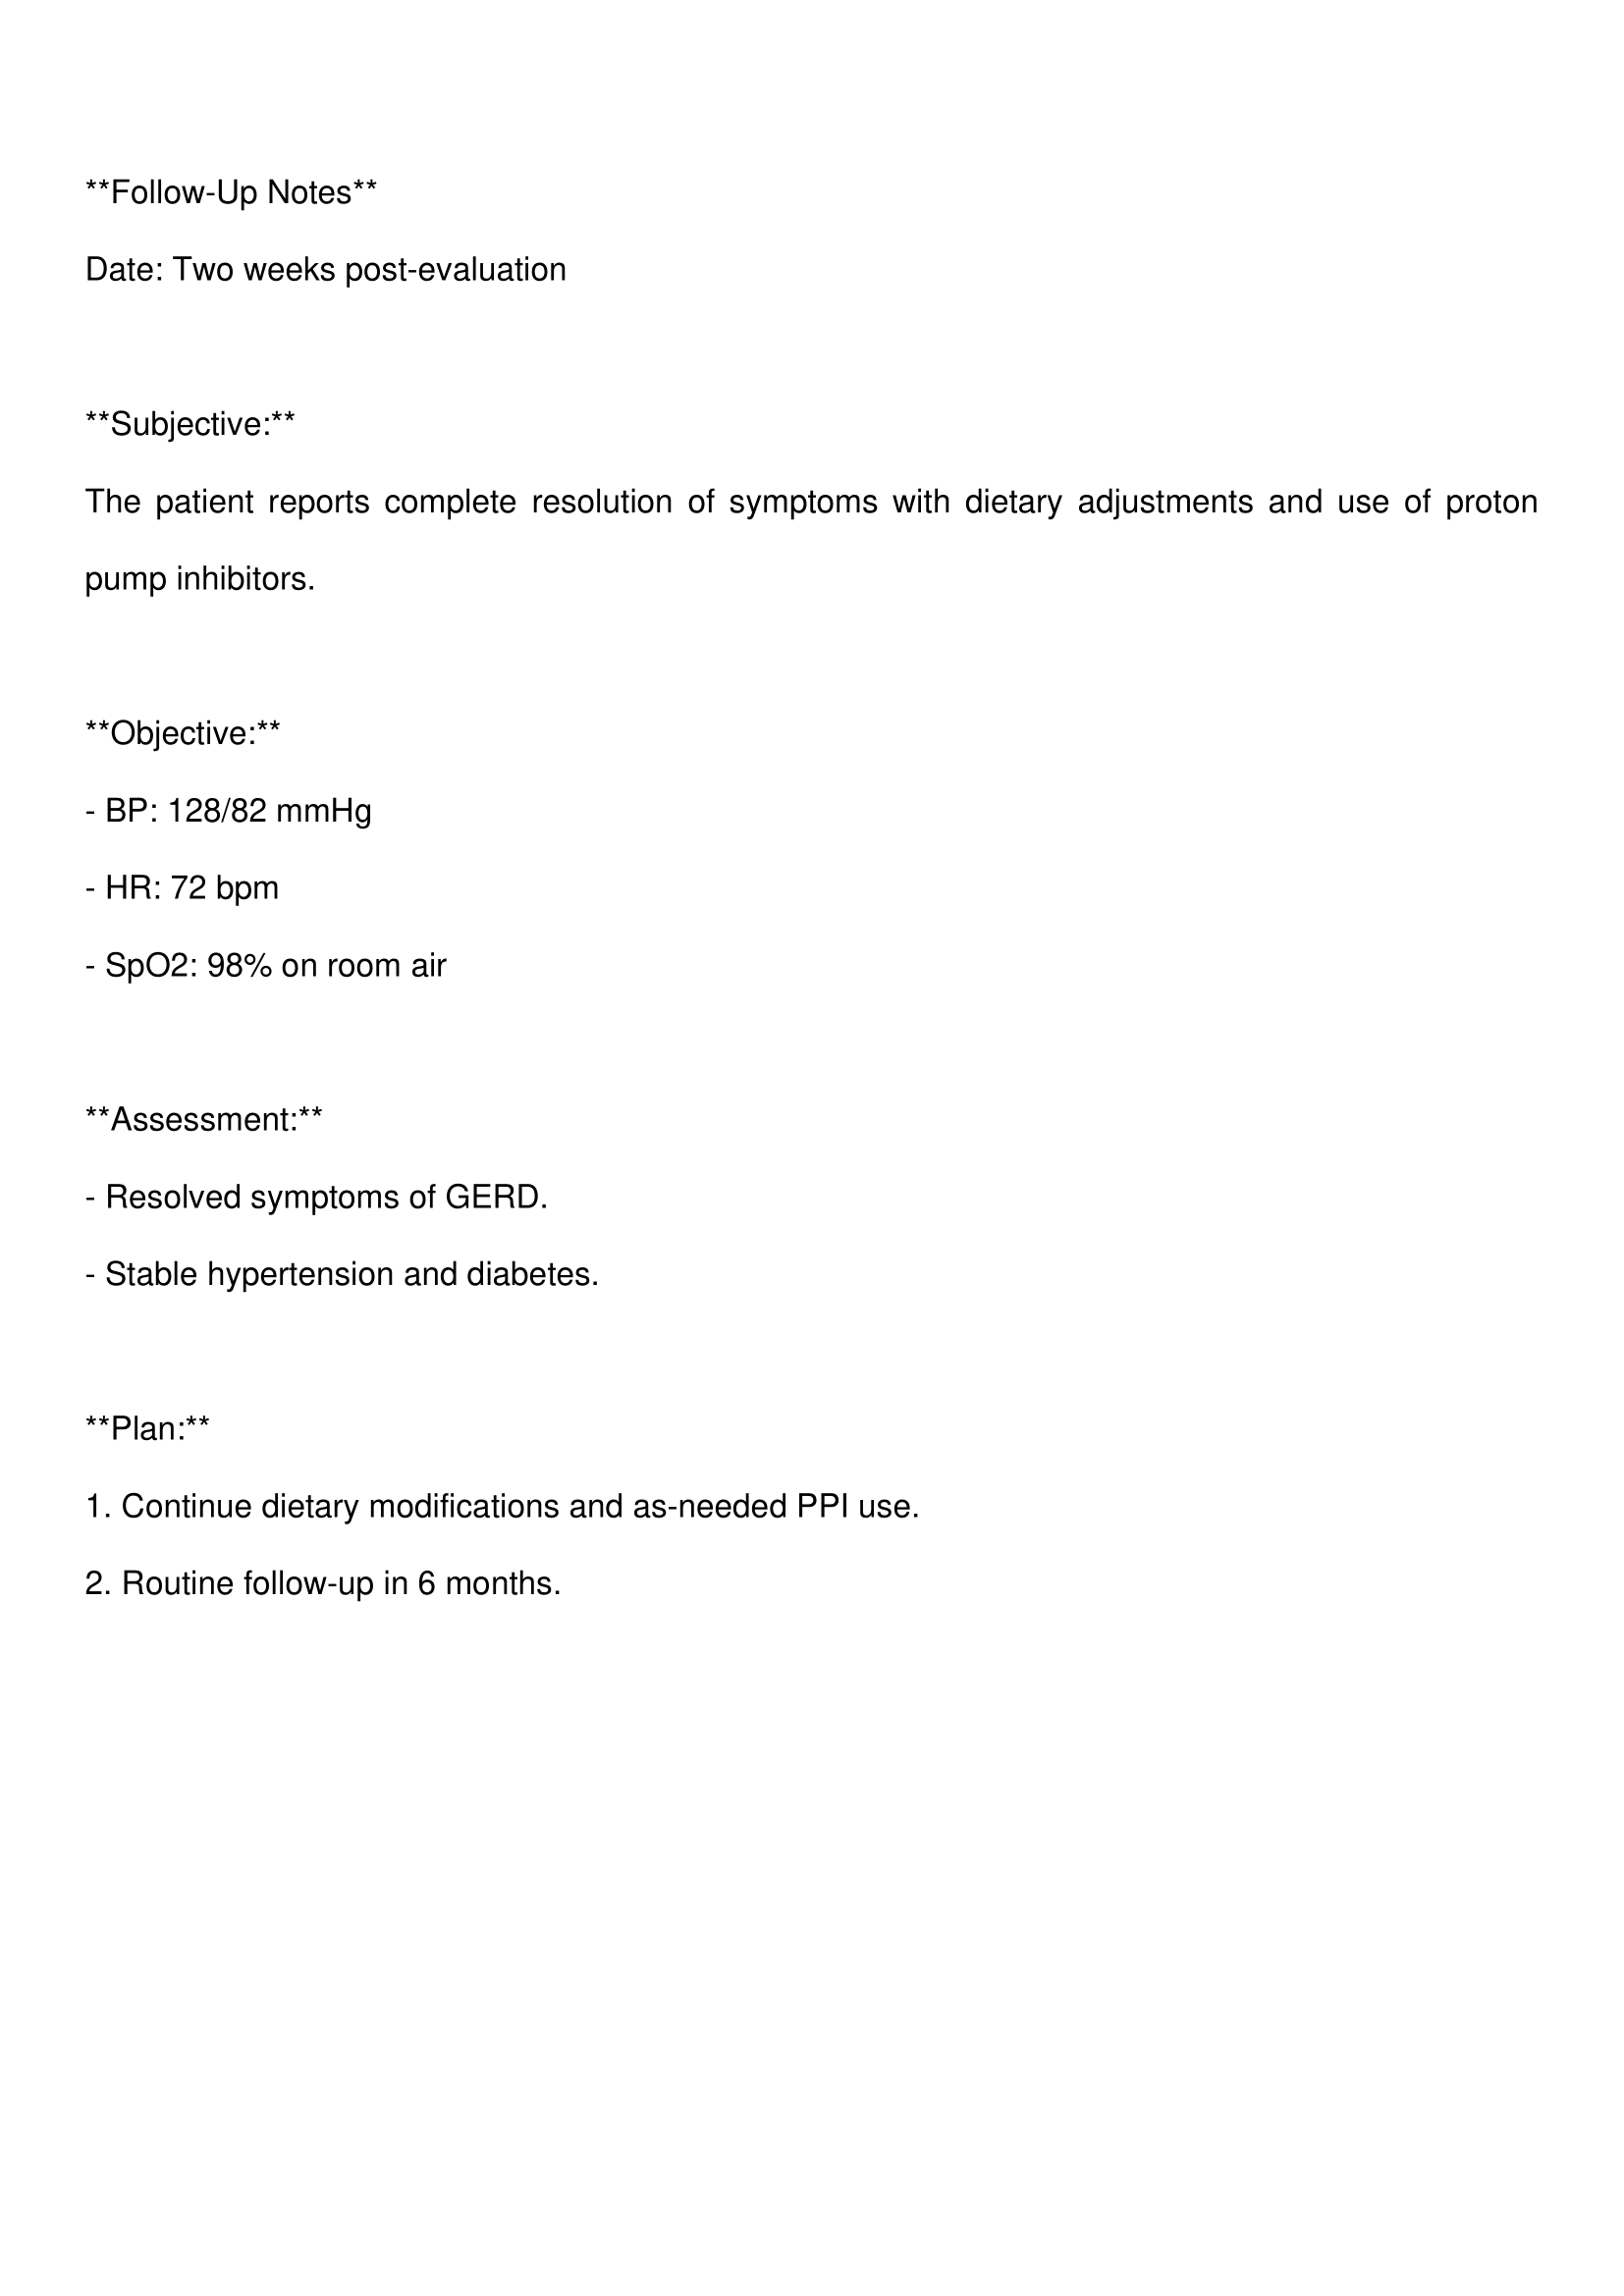 **Follow-Up Notes**
Date: Two weeks post-evaluation
**Subjective:**
The patient reports complete resolution of symptoms with dietary adjustments and use of proton
pump inhibitors.
**Objective:**
- BP: 128/82 mmHg
- HR: 72 bpm
- SpO2: 98% on room air
**Assessment:**
- Resolved symptoms of GERD.
- Stable hypertension and diabetes.
**Plan:**
1. Continue dietary modifications and as-needed PPI use.
2. Routine follow-up in 6 months.